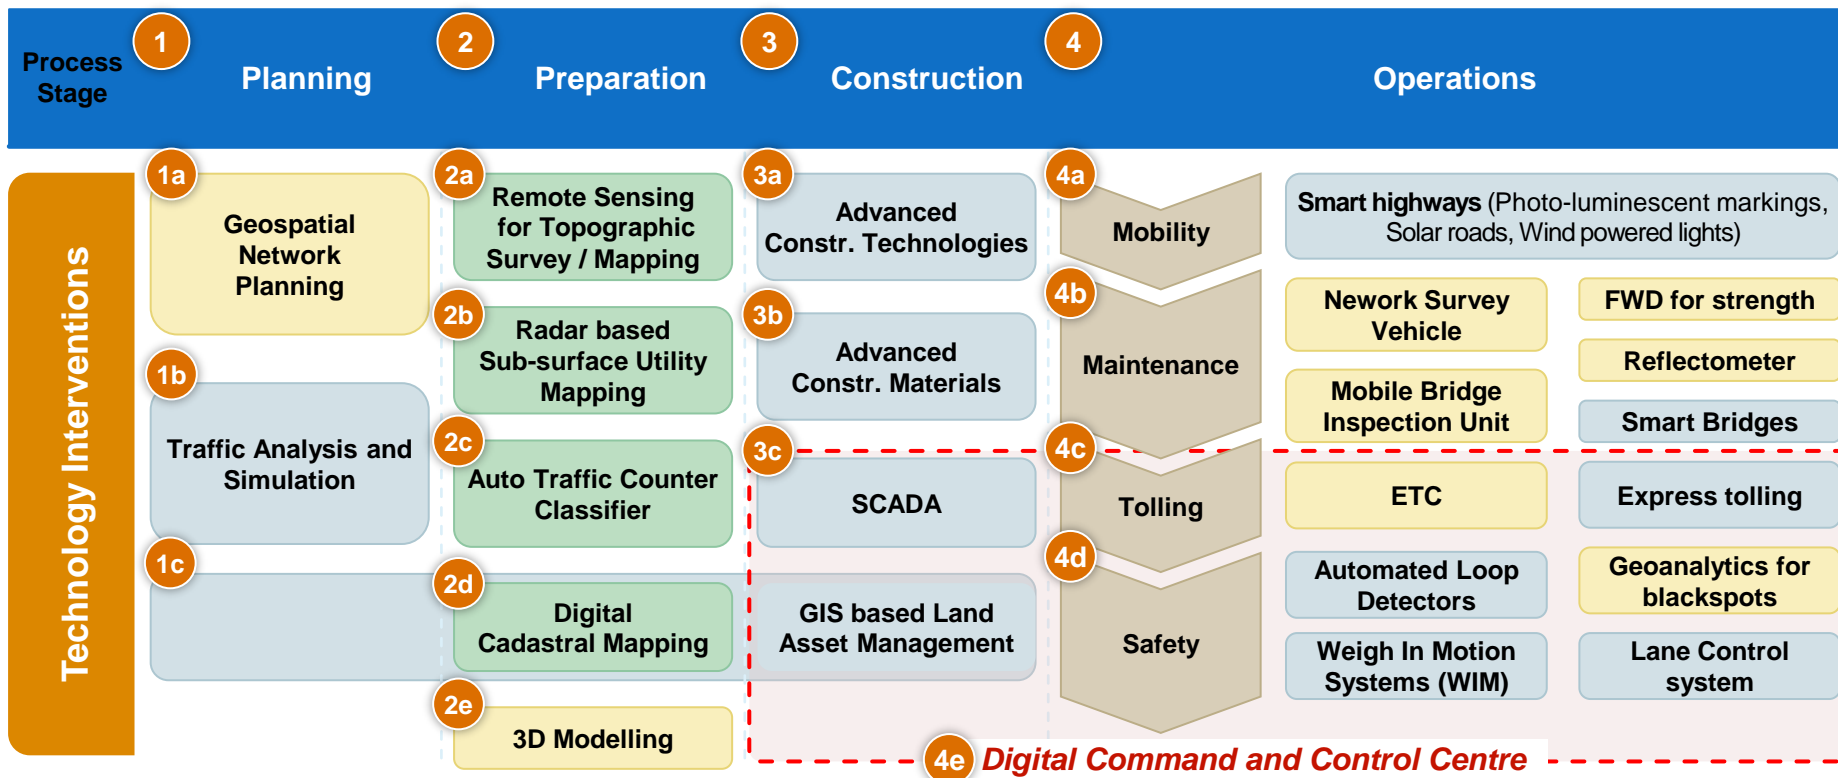 Process
Stage
1
Planning
2
Preparation
3
Construction
4
Operations
Technology Interventions
1a
Geospatial
Network
Planning
1b
Traffic Analysis and
Simulation
1c
2a
Remote Sensing
for Topographic
Survey / Mapping
2b
Radar based
Sub-surface Utility
Mapping
2c
Auto Traffic Counter
Classifier
2d
Digital
Cadastral Mapping
2e
3D Modelling
3a
Advanced
Constr. Technologies
3b
Advanced
Constr. Materials
3c
SCADA
GIS based Land
Asset Management
4a
Mobility
Smart highways (Photo-luminescent markings,
Solar roads, Wind powered lights)
4b
Maintenance
Nework Survey
Vehicle
FWD for strength
Reflectometer
Mobile Bridge
Inspection Unit
Smart Bridges
4c
Tolling
ETC
Express tolling
4d
Safety
Automated Loop
Detectors
Geoanalytics for
blackspots
Weigh In Motion
Systems (WIM)
Lane Control
system
4e
Digital Command and Control Centre